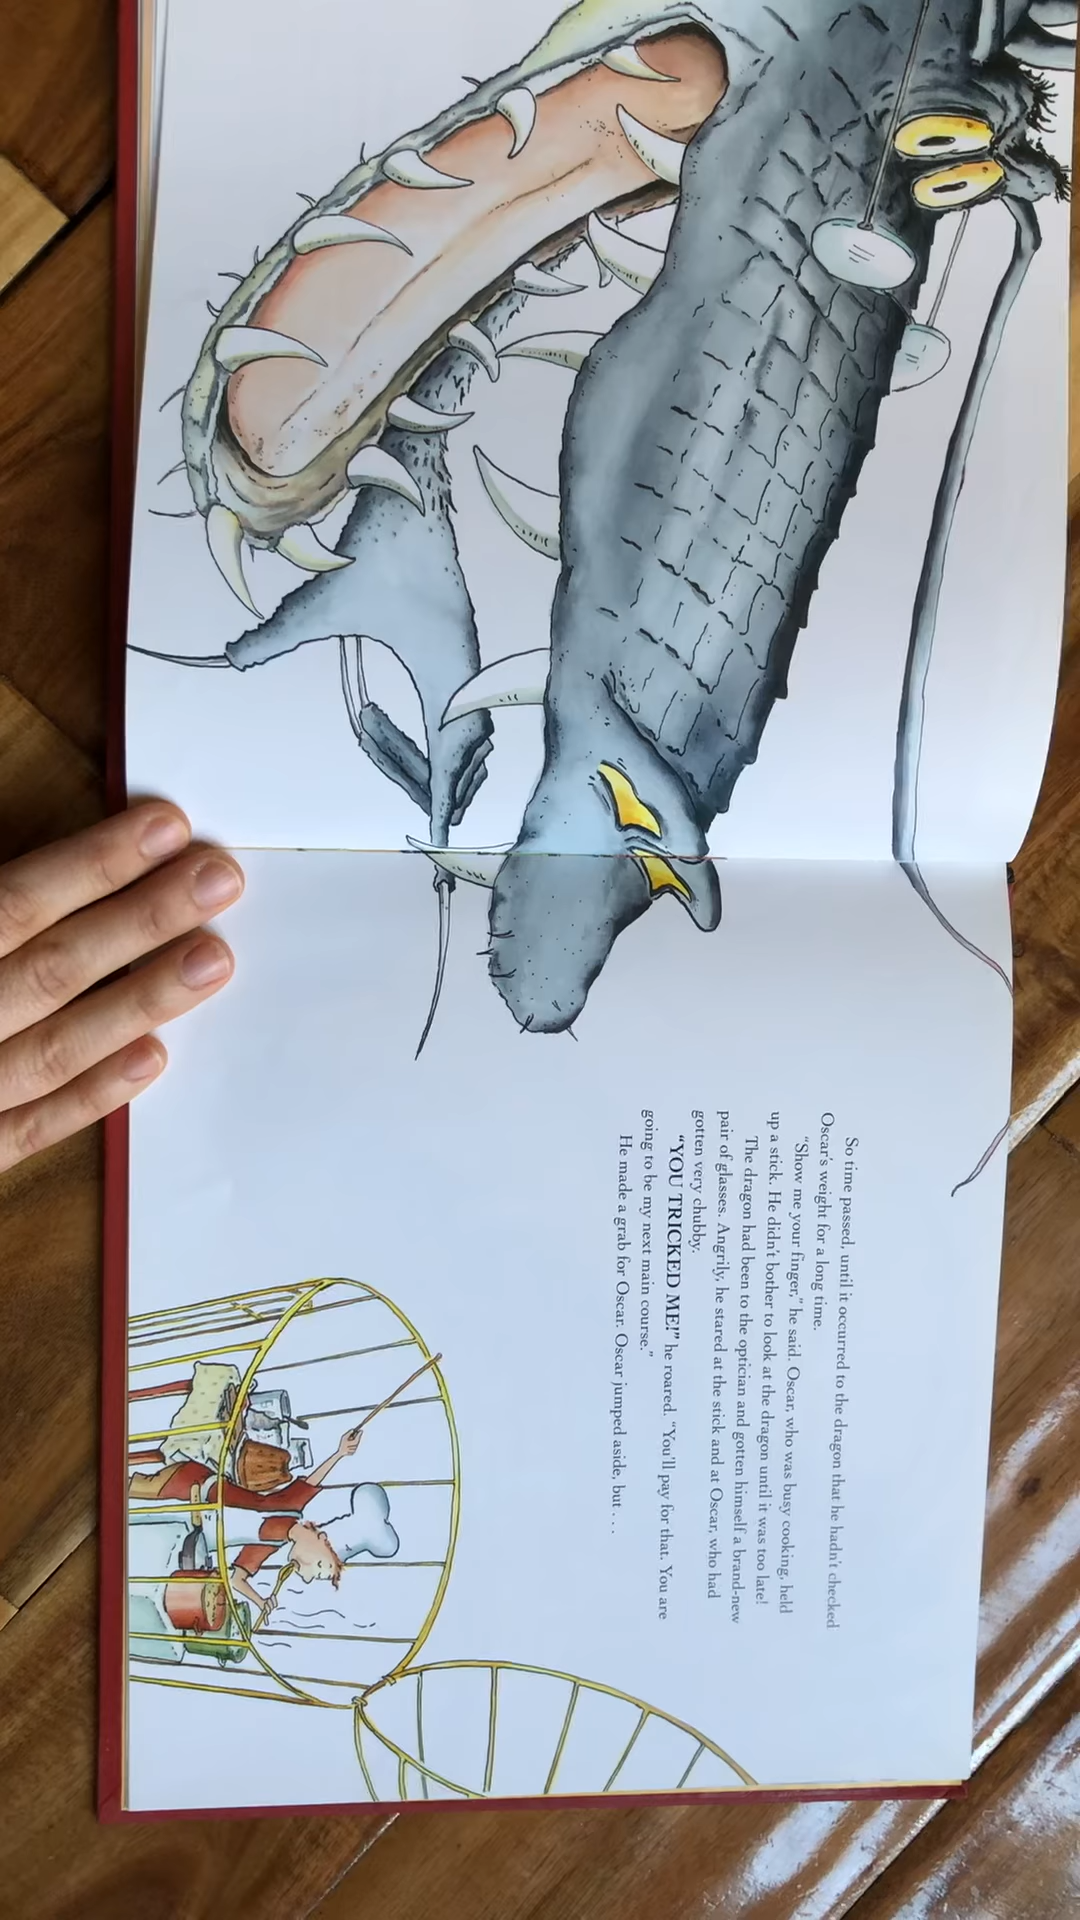 So time passed, until it occurred to the dragon that he hadn't checked
Oscar's weight for a long time.
“Show me your finger,” he said. Oscar, who was busy cooking, held
up a stick. He didn't bother to look at the dragon until it was too late!
The dragon had been to the optician and gotten himself a brand-new
pair of glasses. Angrily, he stared at the stick and at Oscar, who had
gotten very chubby.
“YOU TRICKED ME!” he roared. “You'll pay for that. You are
going to be my next main course.”
He made a grab for Oscar. Oscar jumped aside, but . . .